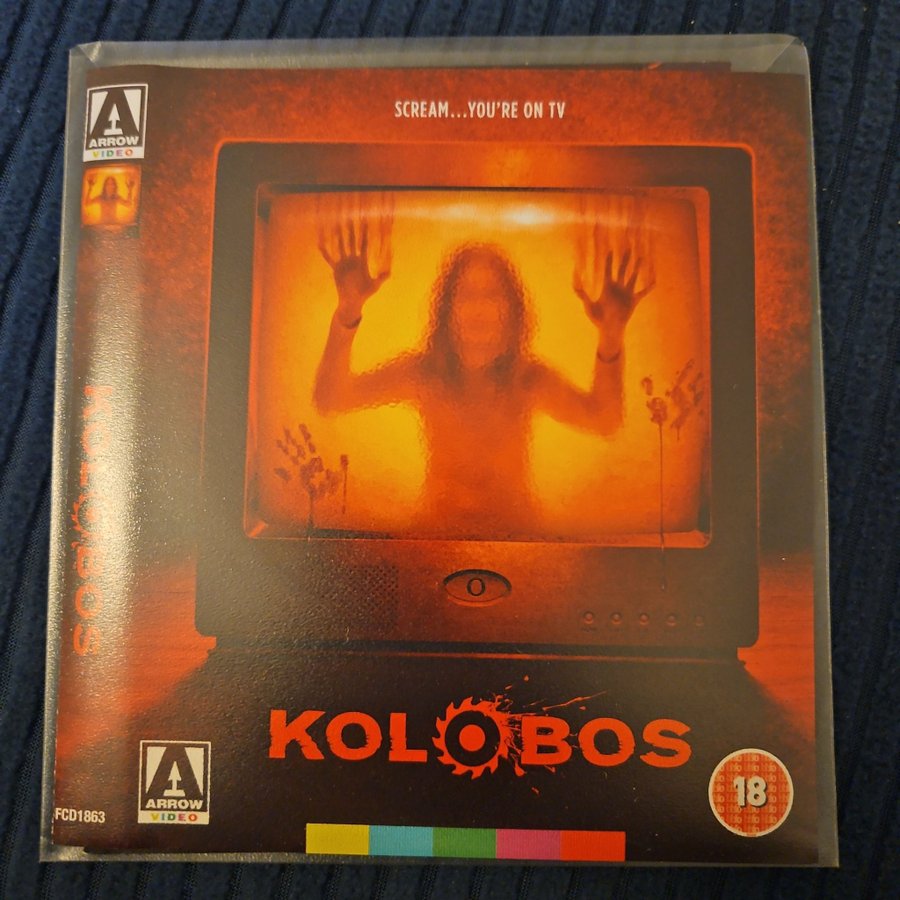 SCREAM...YOU'RE ON TV
ARROW
VIDEO
KOLOBOS
O
KOLOBOS
ARROW
VIDEO
FCD1863
18